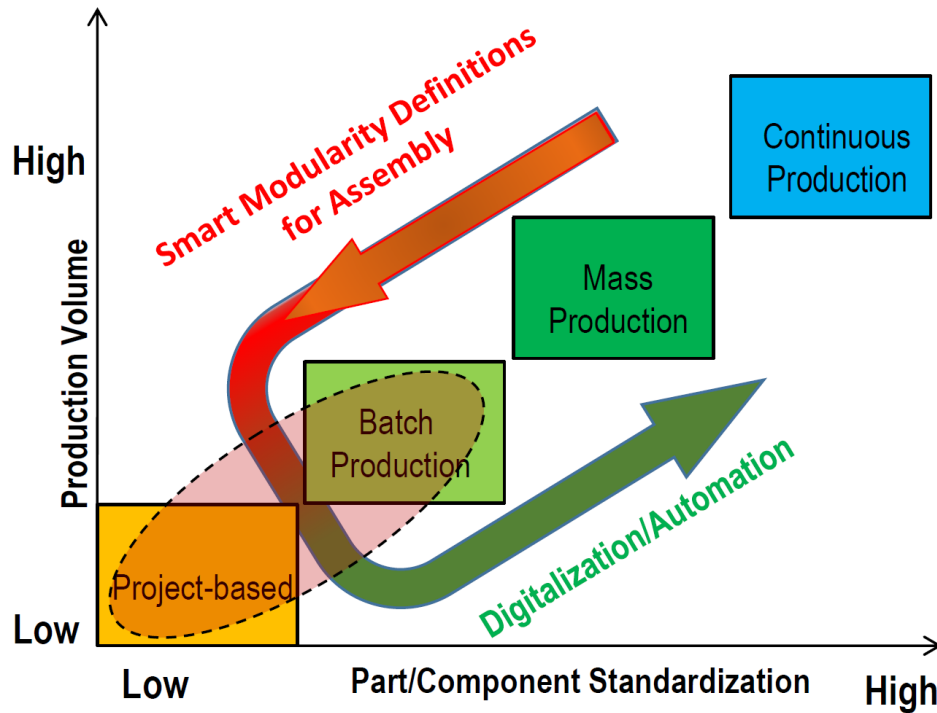 Smart Modularity Definitions
for Assembly
Continuous
Production
High
Mass
Production
Production Volume
Batch
Production
Digitalization/Automation
Project-based
Low
Low
Part/Component Standardization
High